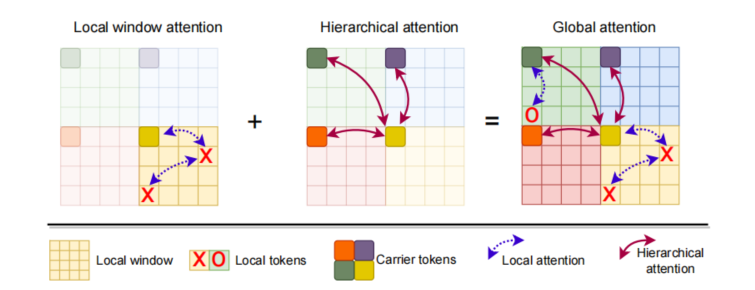 Local window attention
Hierarchical attention
Global attention
+
=
O
X
X
X
X
Local window
X O
Local tokens
Carrier tokens
Local attention
Hierarchical
attention